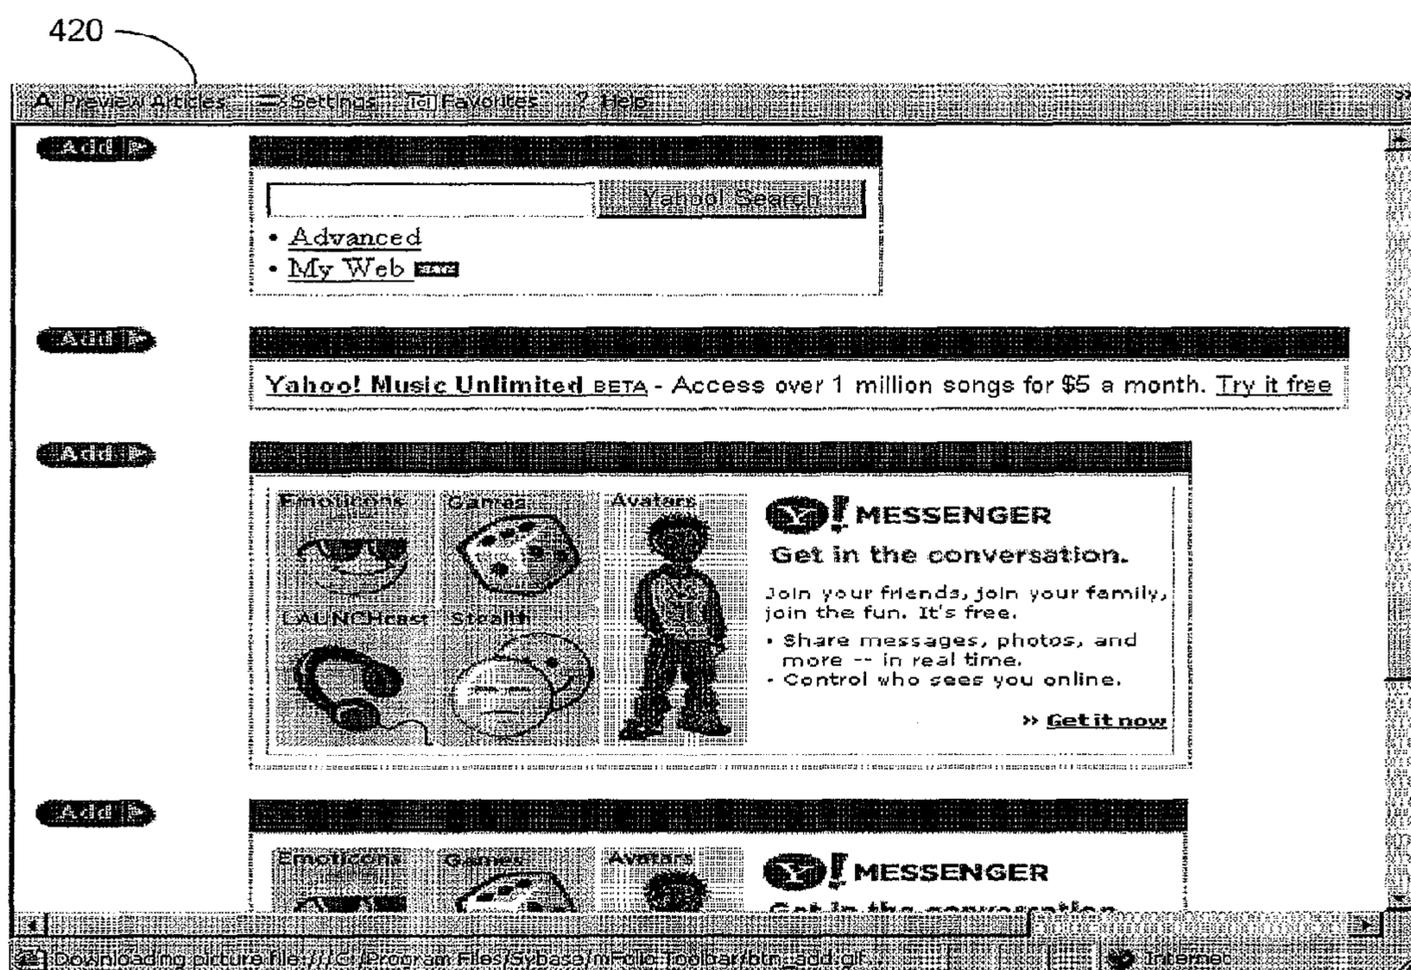 420
Preview Articles Settings Favorites ? Help »
Add
Yahoo! Search
• Advanced
• My Web
Add
Yahoo! Music Unlimited BETA - Access over 1 million songs for $5 a month. Try it free
Add
Emoticons Games Avatars
Y! MESSENGER
Get in the conversation.
Join your friends, join your family,
join the fun. It's free.
LAUNCHcast Stealth
• Share messages, photos, and
more -- in real time.
• Control who sees you online.
» Get it now
Add
Emoticons Games Avatars
Y! MESSENGER
Get in the conversation.
Downloading picture file:///C:/Program Files/Sybase/mFolio Toolbar/btn_add.gif... Internet